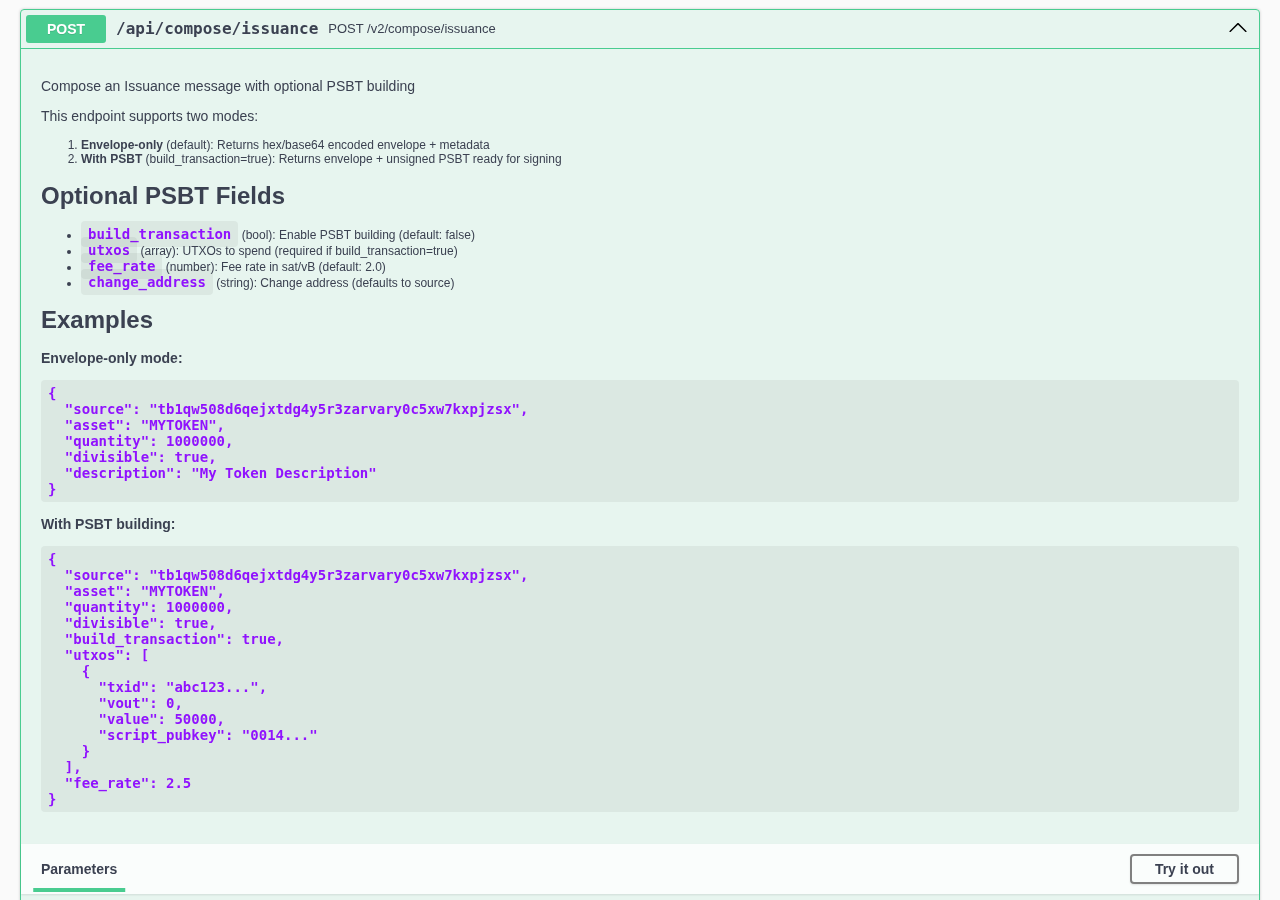 POST /api/compose/issuance POST /v2/compose/issuance
Compose an Issuance message with optional PSBT building
This endpoint supports two modes:
1. Envelope-only (default): Returns hex/base64 encoded envelope + metadata
2. With PSBT (build_transaction=true): Returns envelope + unsigned PSBT ready for signing
Optional PSBT Fields
• build_transaction (bool): Enable PSBT building (default: false)
• utxos (array): UTXOs to spend (required if build_transaction=true)
• fee_rate (number): Fee rate in sat/vB (default: 2.0)
• change_address (string): Change address (defaults to source)
Examples
Envelope-only mode:
{
  "source": "tb1qw508d6qejxtdg4y5r3zarvary0c5xw7kxpjzsx",
  "asset": "MYTOKEN",
  "quantity": 1000000,
  "divisible": true,
  "description": "My Token Description"
}
With PSBT building:
{
  "source": "tb1qw508d6qejxtdg4y5r3zarvary0c5xw7kxpjzsx",
  "asset": "MYTOKEN",
  "quantity": 1000000,
  "divisible": true,
  "build_transaction": true,
  "utxos": [
    {
      "txid": "abc123...",
      "vout": 0,
      "value": 50000,
      "script_pubkey": "0014..."
    }
  ],
  "fee_rate": 2.5
}
Parameters
Try it out